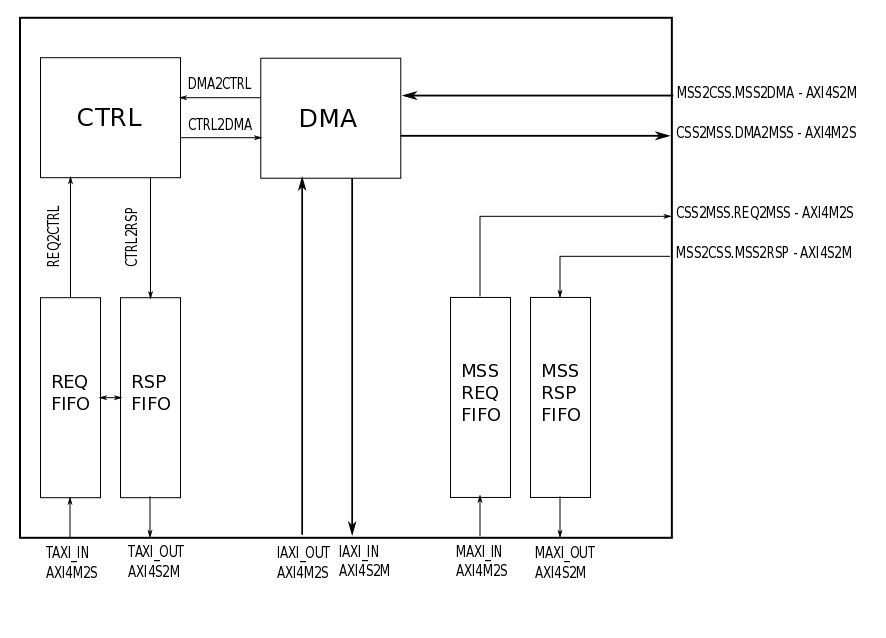 DMA2CTRL
CTRL
DMA
CTRL2DMA
MSS2CSS.MSS2DMA - AXI4S2M
CSS2MSS.DMA2MSS - AXI4M2S
REQ2CTRL
CTRL2RSP
CSS2MSS.REQ2MSS - AXI4M2S
MSS2CSS.MSS2RSP - AXI4S2M
REQ
FIFO
RSP
FIFO
MSS
REQ
FIFO
MSS
RSP
FIFO
TAXI_IN
AXI4M2S
TAXI_OUT
AXI4S2M
IAXI_OUT
AXI4M2S
IAXI_IN
AXI4S2M
MAXI_IN
AXI4M2S
MAXI_OUT
AXI4S2M